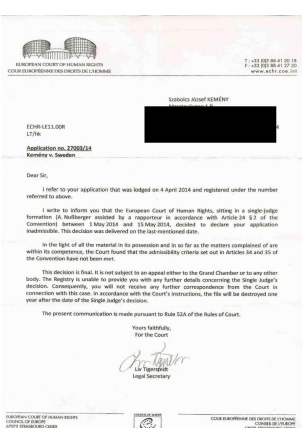 EUROPEAN COURT OF HUMAN RIGHTS
COUR EUROPÉENNE DES DROITS DE L'HOMME
T : +33 (0)3 88 41 20 18
F : +33 (0)3 88 41 27 30
www.echr.coe.int
Szabolcs József KEMÉNY
ECHR-LE11.00R
LT/hk
Application no. 27003/14
Kemény v. Sweden
Dear Sir,
I refer to your application that was lodged on 4 April 2014 and registered under the number
referred to above.
I write to inform you that the European Court of Human Rights, sitting in a single-judge
formation (A. Nußberger assisted by a rapporteur in accordance with Article 24 § 2 of the
Convention) between 1 May 2014 and 15 May 2014, decided to declare your application
inadmissible. This decision was delivered on the last-mentioned date.
In the light of all the material in its possession and in so far as the matters complained of are
within its competence, the Court found that the admissibility criteria set out in Articles 34 and 35 of
the Convention have not been met.
This decision is final. It is not subject to an appeal either to the Grand Chamber or to any other
body. The Registry is unable to provide you with any further details concerning the Single Judge's
decision. Consequently, you will not receive any further correspondence from the Court in
connection with this case. In accordance with the Court's instructions, the file will be destroyed one
year after the date of the Single Judge's decision.
The present communication is made pursuant to Rule 52A of the Rules of Court.
Yours faithfully,
For the Court
Liv Tigerstedt
Legal Secretary
EUROPEAN COURT OF HUMAN RIGHTS
COUNCIL OF EUROPE
67075 STRASBOURG CEDEX
COUNCIL OF EUROPE
COUR EUROPÉENNE DES DROITS DE L'HOMME
CONSEIL DE L'EUROPE